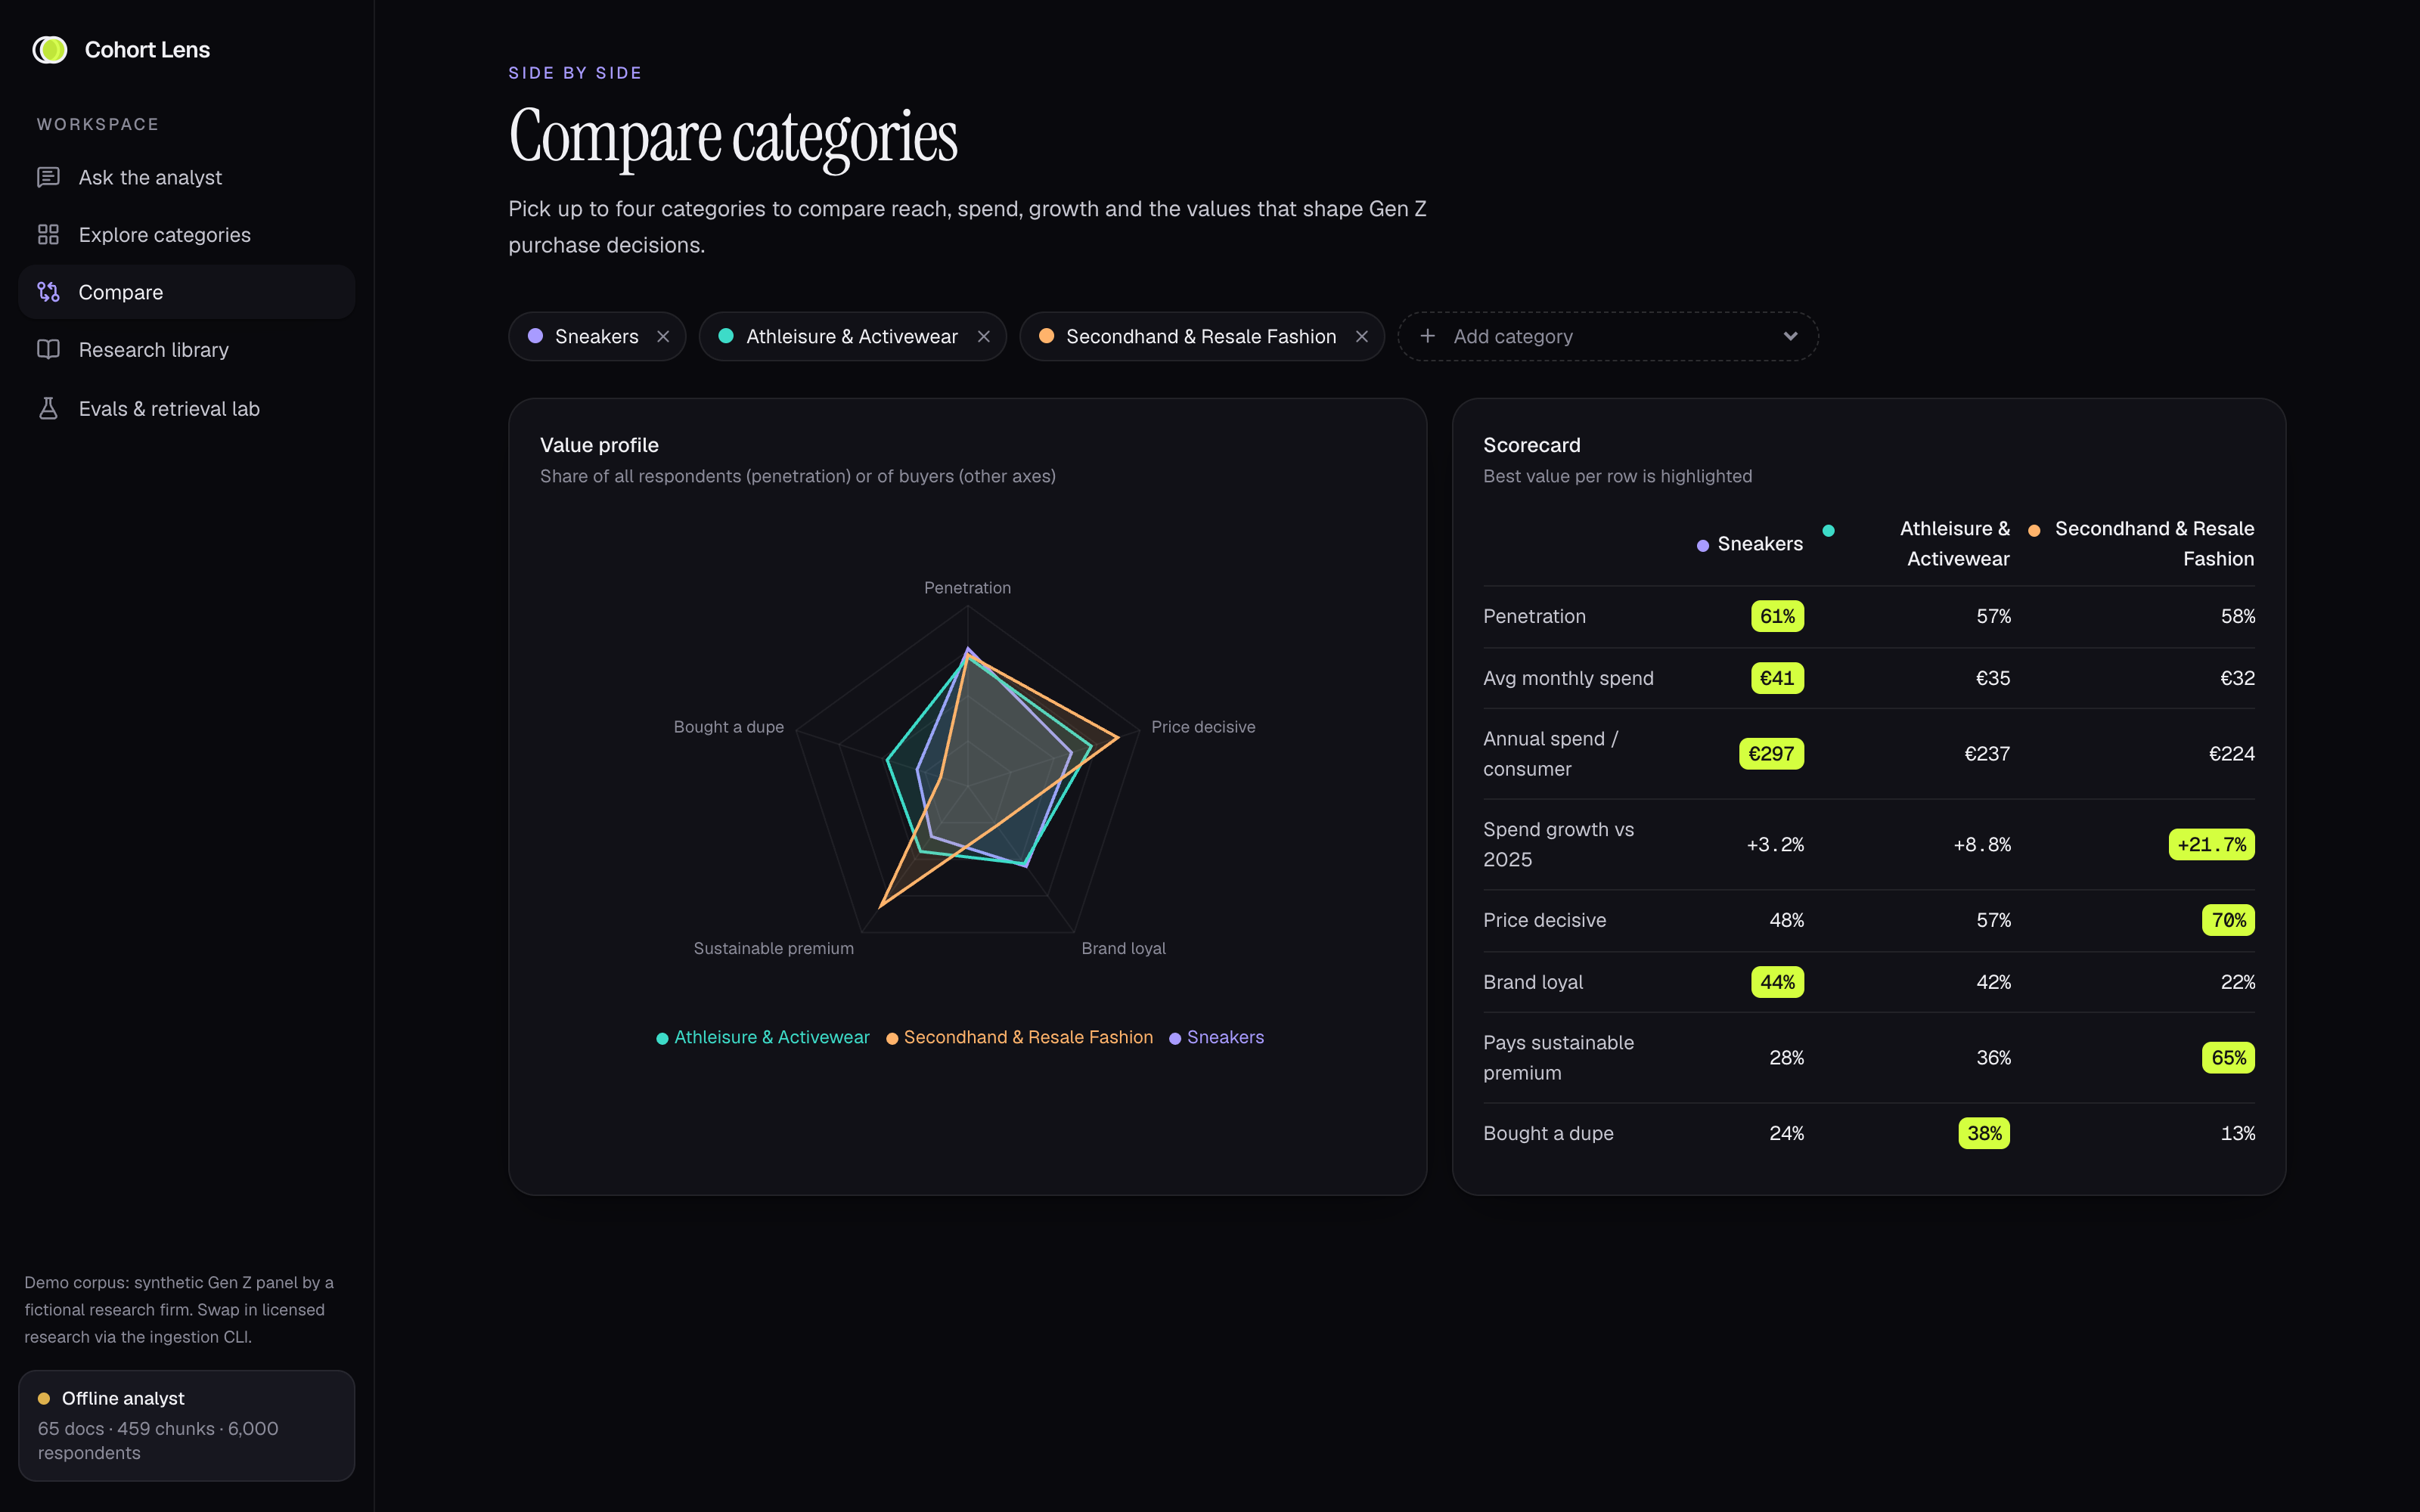 Cohort Lens
WORKSPACE
Ask the analyst
Explore categories
Compare
Research library
Evals & retrieval lab
Demo corpus: synthetic Gen Z panel by a
fictional research firm. Swap in licensed
research via the ingestion CLI.
Offline analyst
65 docs · 459 chunks · 6,000
respondents
SIDE BY SIDE
Compare categories
Pick up to four categories to compare reach, spend, growth and the values that shape Gen Z
purchase decisions.
Sneakers
Athleisure & Activewear
Secondhand & Resale Fashion
Add category
Value profile
Share of all respondents (penetration) or of buyers (other axes)
Penetration
Bought a dupe
Price decisive
Sustainable premium
Brand loyal
Athleisure & Activewear
Secondhand & Resale Fashion
Sneakers
Scorecard
Best value per row is highlighted
Sneakers
Athleisure &
Activewear
Secondhand & Resale
Fashion
Penetration 61% 57% 58%
Avg monthly spend €41 €35 €32
Annual spend /
consumer
€297 €237 €224
Spend growth vs
2025
+3.2% +8.8% +21.7%
Price decisive 48% 57% 70%
Brand loyal 44% 42% 22%
Pays sustainable
premium
28% 36% 65%
Bought a dupe 24% 38% 13%